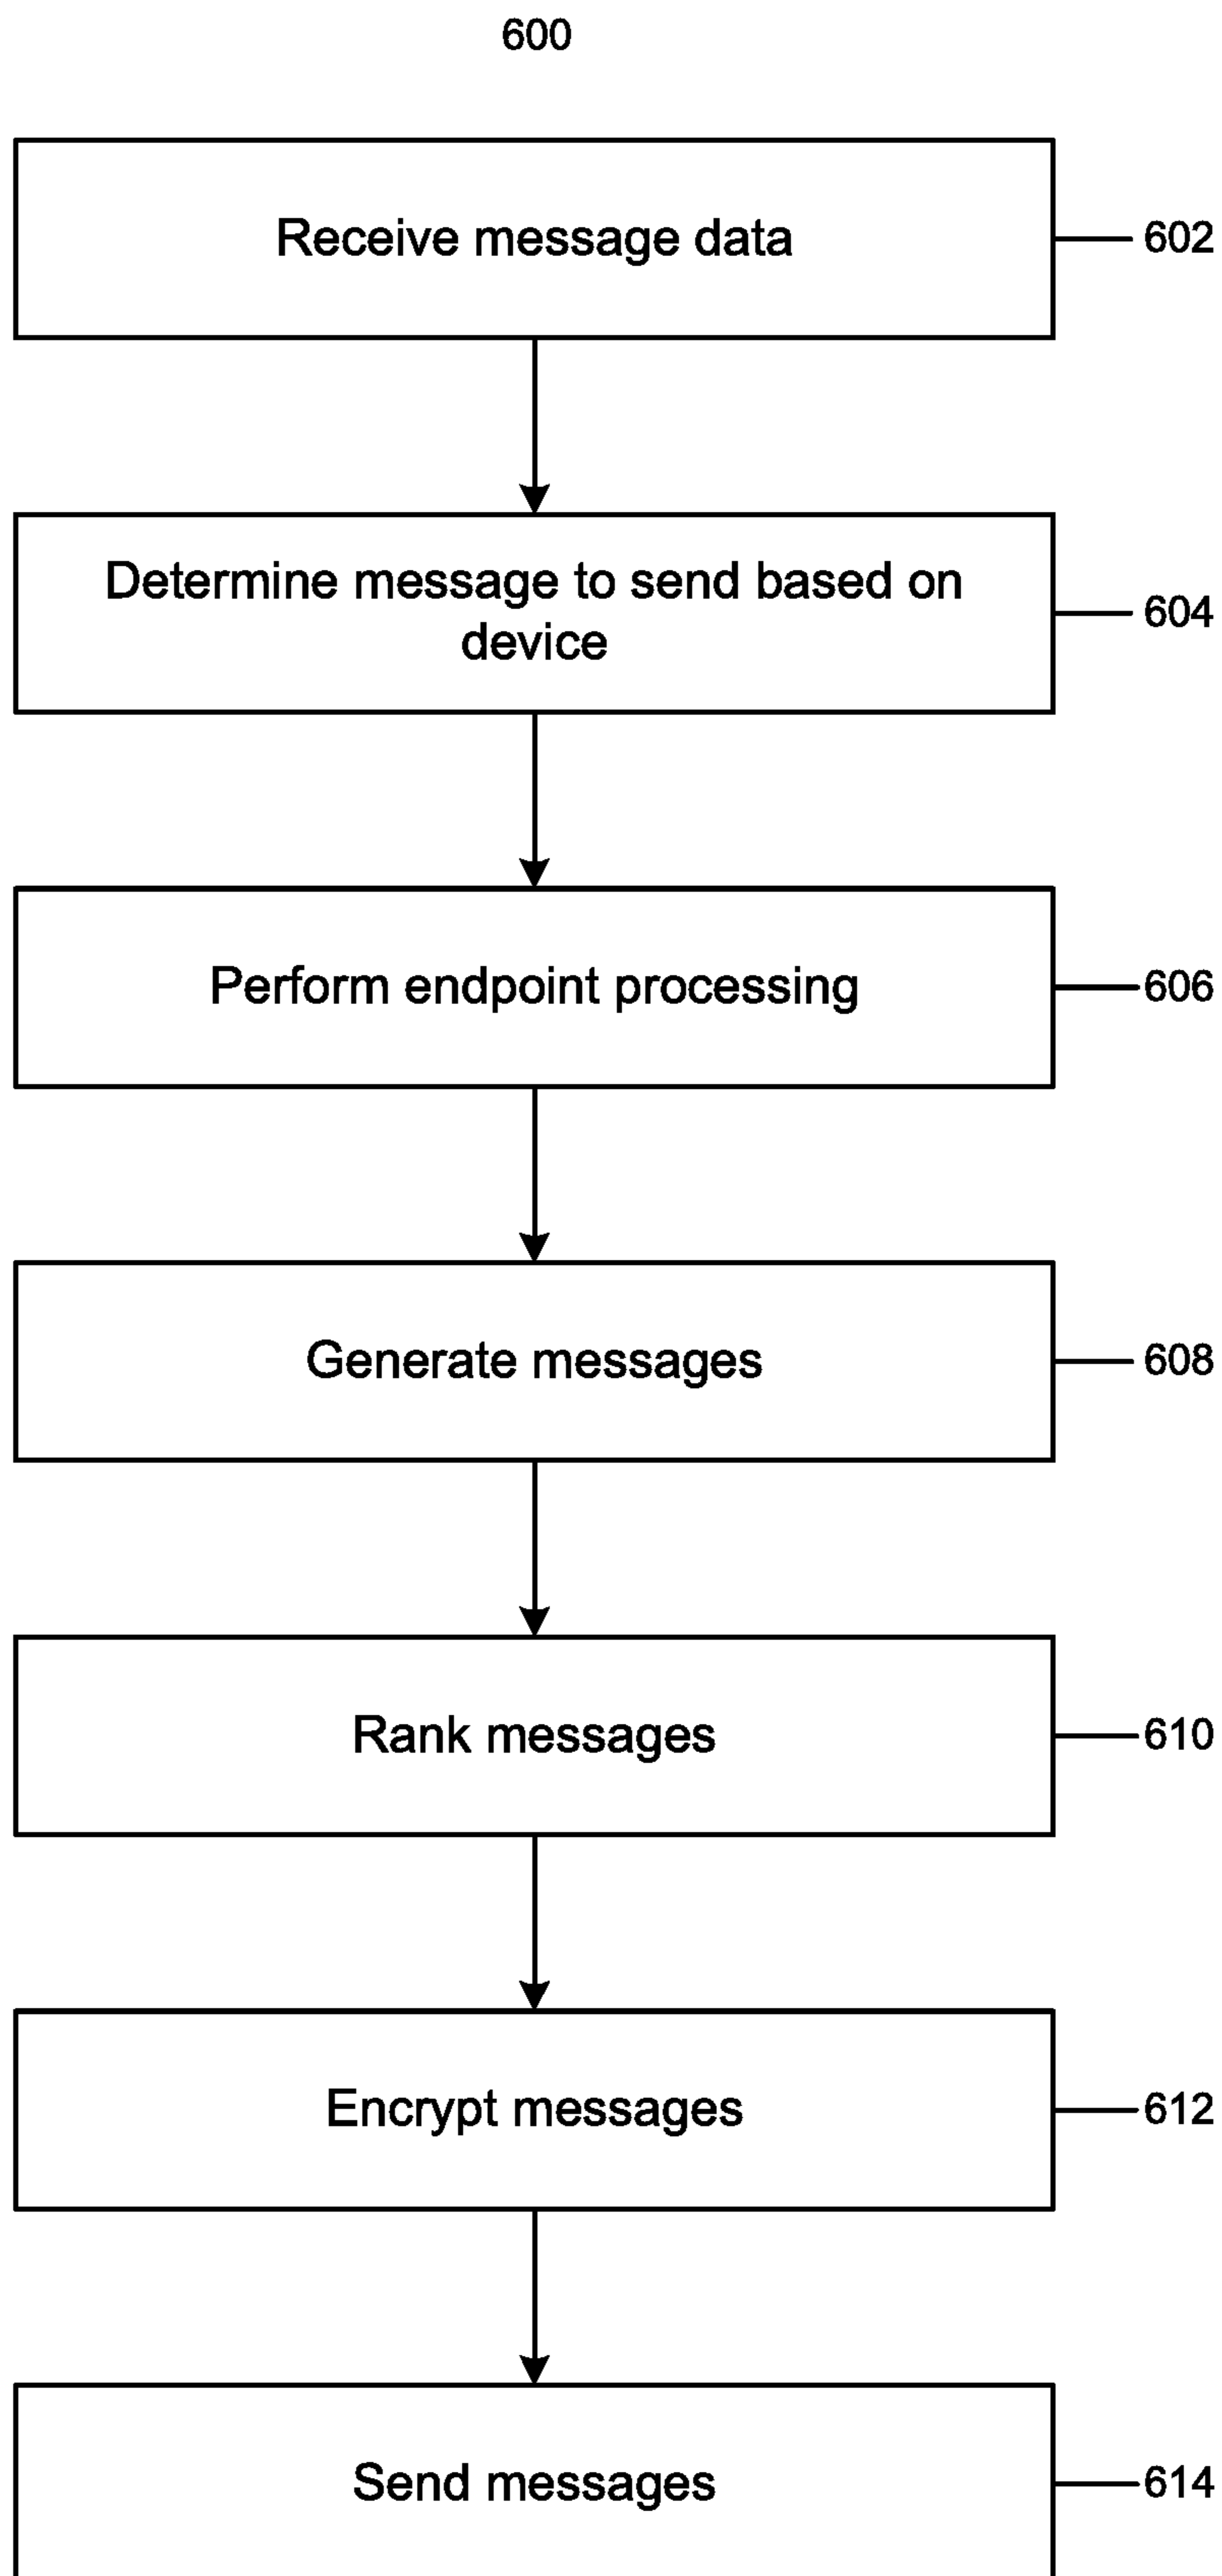 600
Receive message data
602
Determine message to send based on
device
604
Perform endpoint processing
606
Generate messages
608
Rank messages
610
Encrypt messages
612
Send messages
614